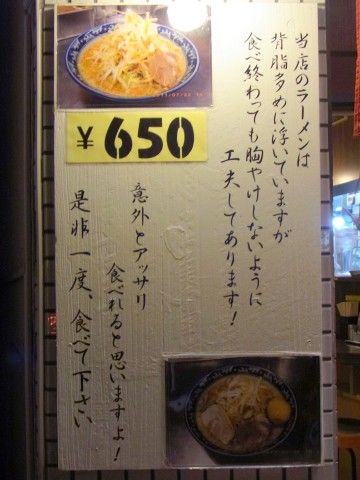 当店のラーメンは
背脂多めに浮いていますが
食べ終わっても胸やけしないように
工夫してあります!
¥650
意外とアッサリ
食べれると思いますよ!
是非一度、食べて下さい